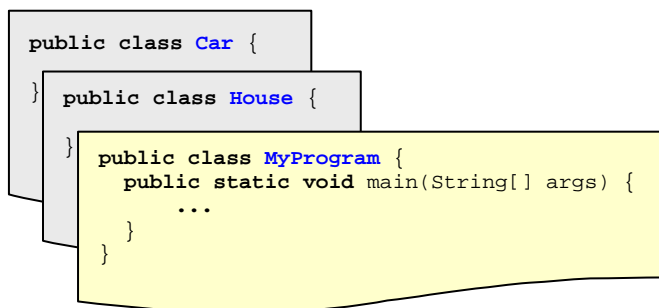 public class Car {
}
public class House {
}
public class MyProgram {
public static void main(String[] args) {
...
}
}